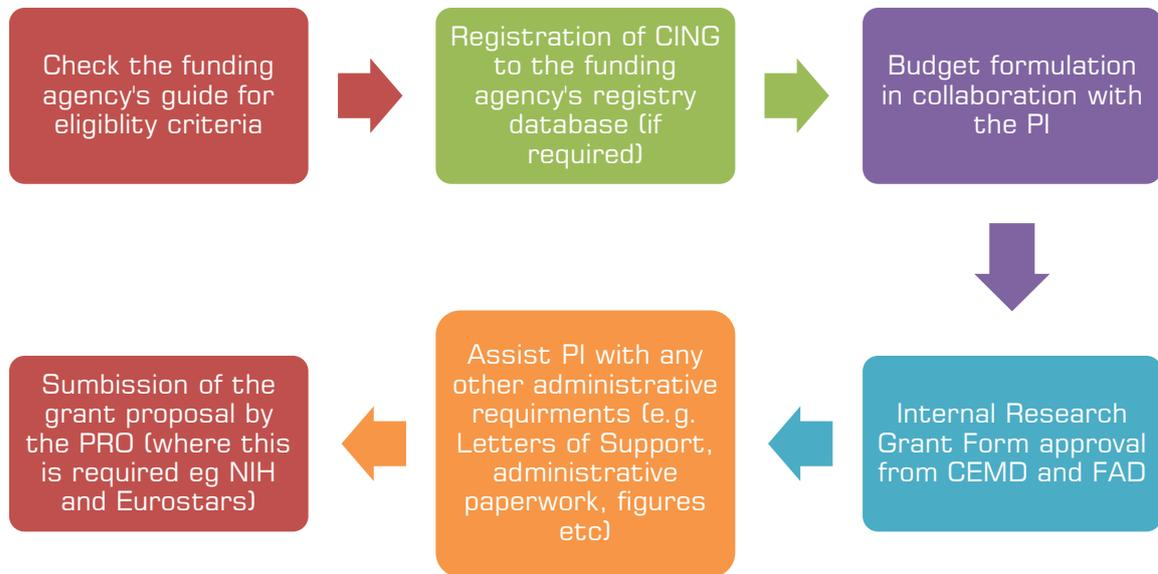 Check the funding
agency's guide for
eligiblity criteria
Registration of CING
to the funding
agency's registry
database (if
required)
Budget formulation
in collaboration with
the PI
Internal Research
Grant Form approval
from CEMD and FAD
Assist PI with any
other administrative
requirments (e.g.
Letters of Support,
administrative
paperwork, figures
etc)
Sumbission of the
grant proposal by
the PRO (where this
is required eg NIH
and Eurostars)